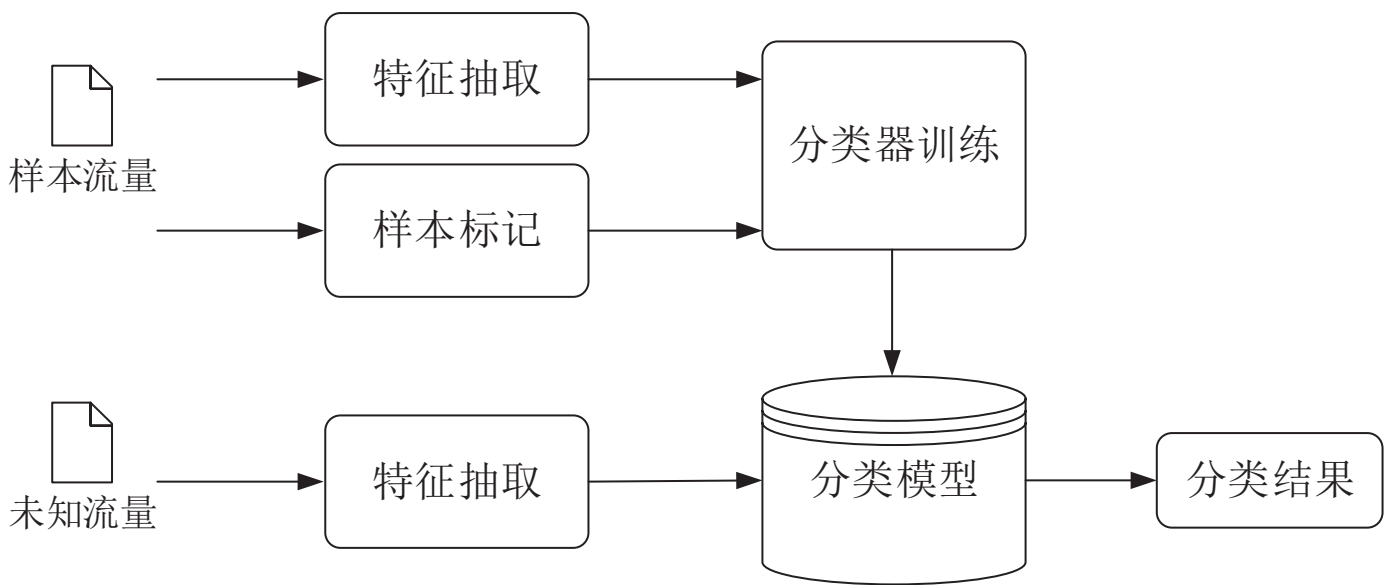 特征抽取
样本流量
分类器训练
样本标记
未知流量
特征抽取
分类模型
分类结果